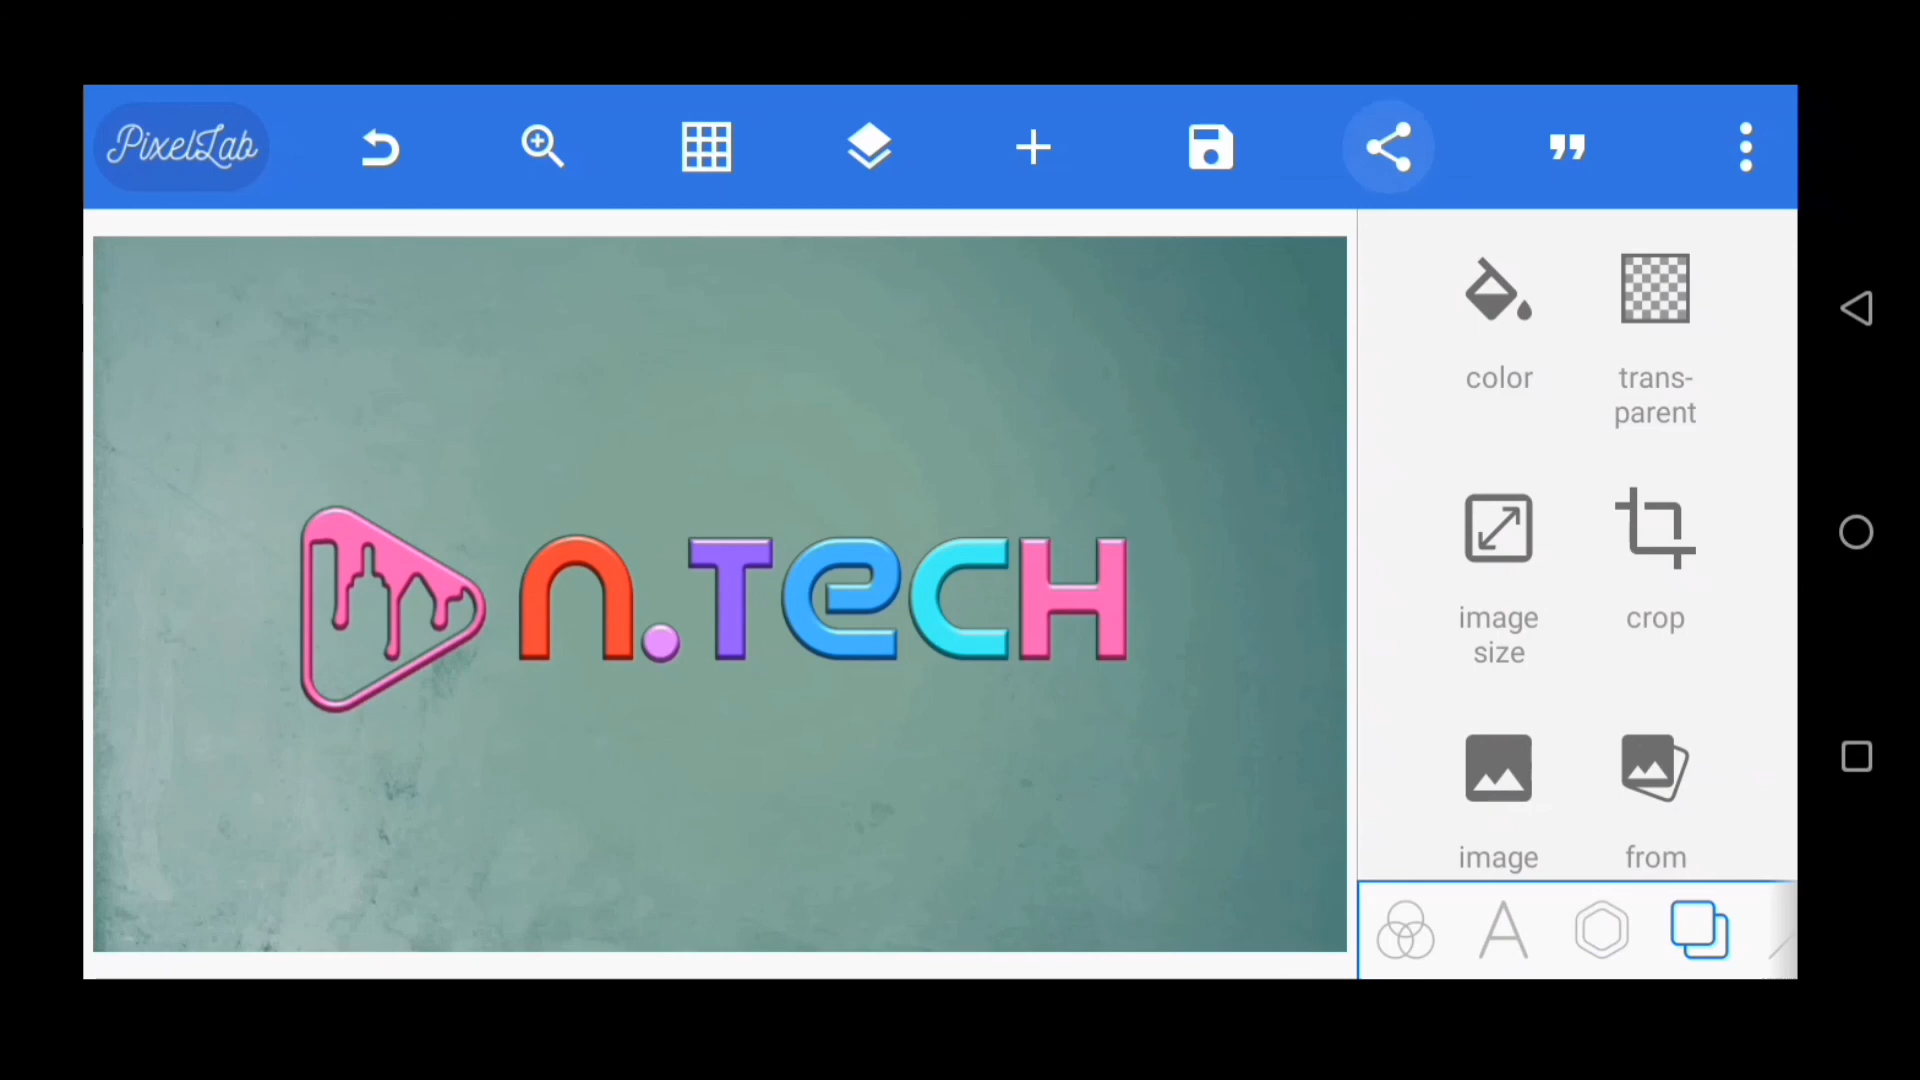 PixelLab
color
trans-
parent
n.TeCH
image
size
crop
image
from